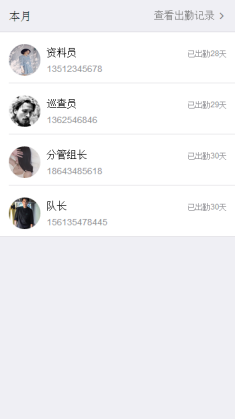 本月 查看出勤记录 >
资料员 已出勤28天
13512345678
巡查员 已出勤29天
1362546846
分管组长 已出勤30天
18643485618
队长 已出勤30天
156135478445